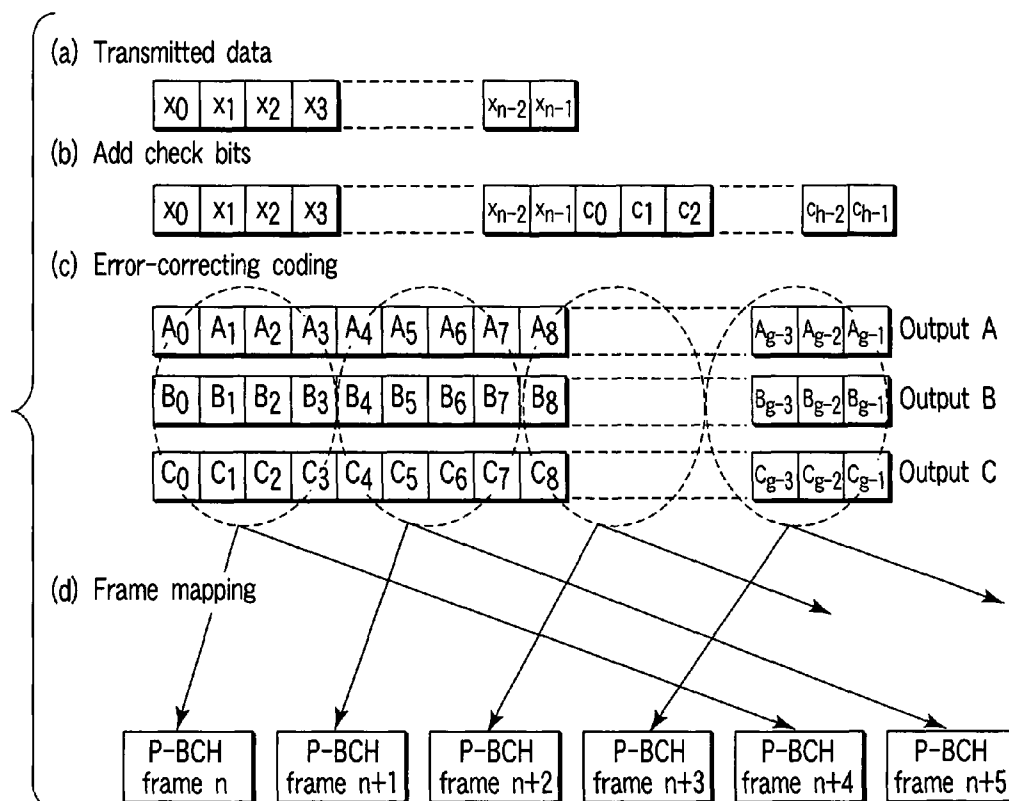 (a) Transmitted data
x0 x1 x2 x3 xn-2 xn-1
(b) Add check bits
x0 x1 x2 x3 xn-2 xn-1 c0 c1 c2 ch-2 ch-1
(c) Error-correcting coding
A0 A1 A2 A3 A4 A5 A6 A7 A8 Ag-3 Ag-2 Ag-1 Output A
B0 B1 B2 B3 B4 B5 B6 B7 B8 Bg-3 Bg-2 Bg-1 Output B
C0 C1 C2 C3 C4 C5 C6 C7 C8 Cg-3 Cg-2 Cg-1 Output C
(d) Frame mapping
P-BCH P-BCH P-BCH P-BCH P-BCH P-BCH
frame n frame n+1 frame n+2 frame n+3 frame n+4 frame n+5